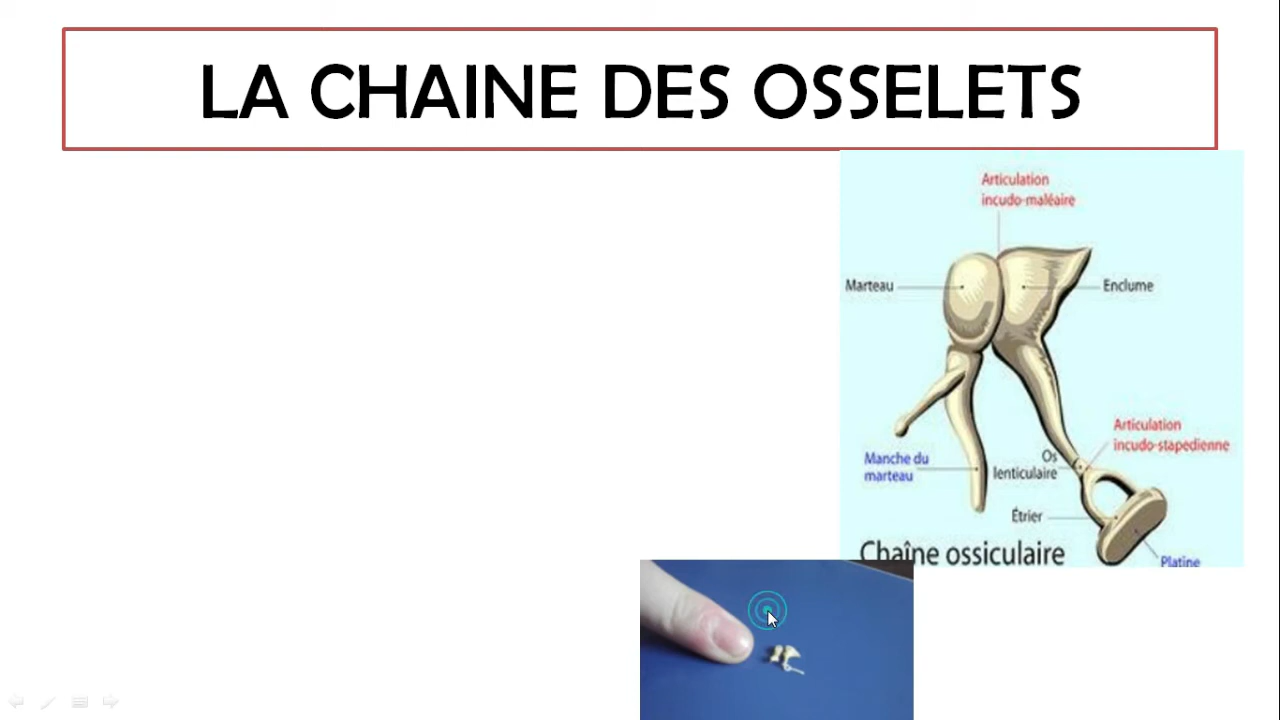 LA CHAINE DES OSSELETS
Articulation
incudo-maléaire
Marteau
Enclume
Articulation
incudo-stapedienne
Manche du
marteau
Os
lenticulaire
Étrier
Chaîne ossiculaire
Platine